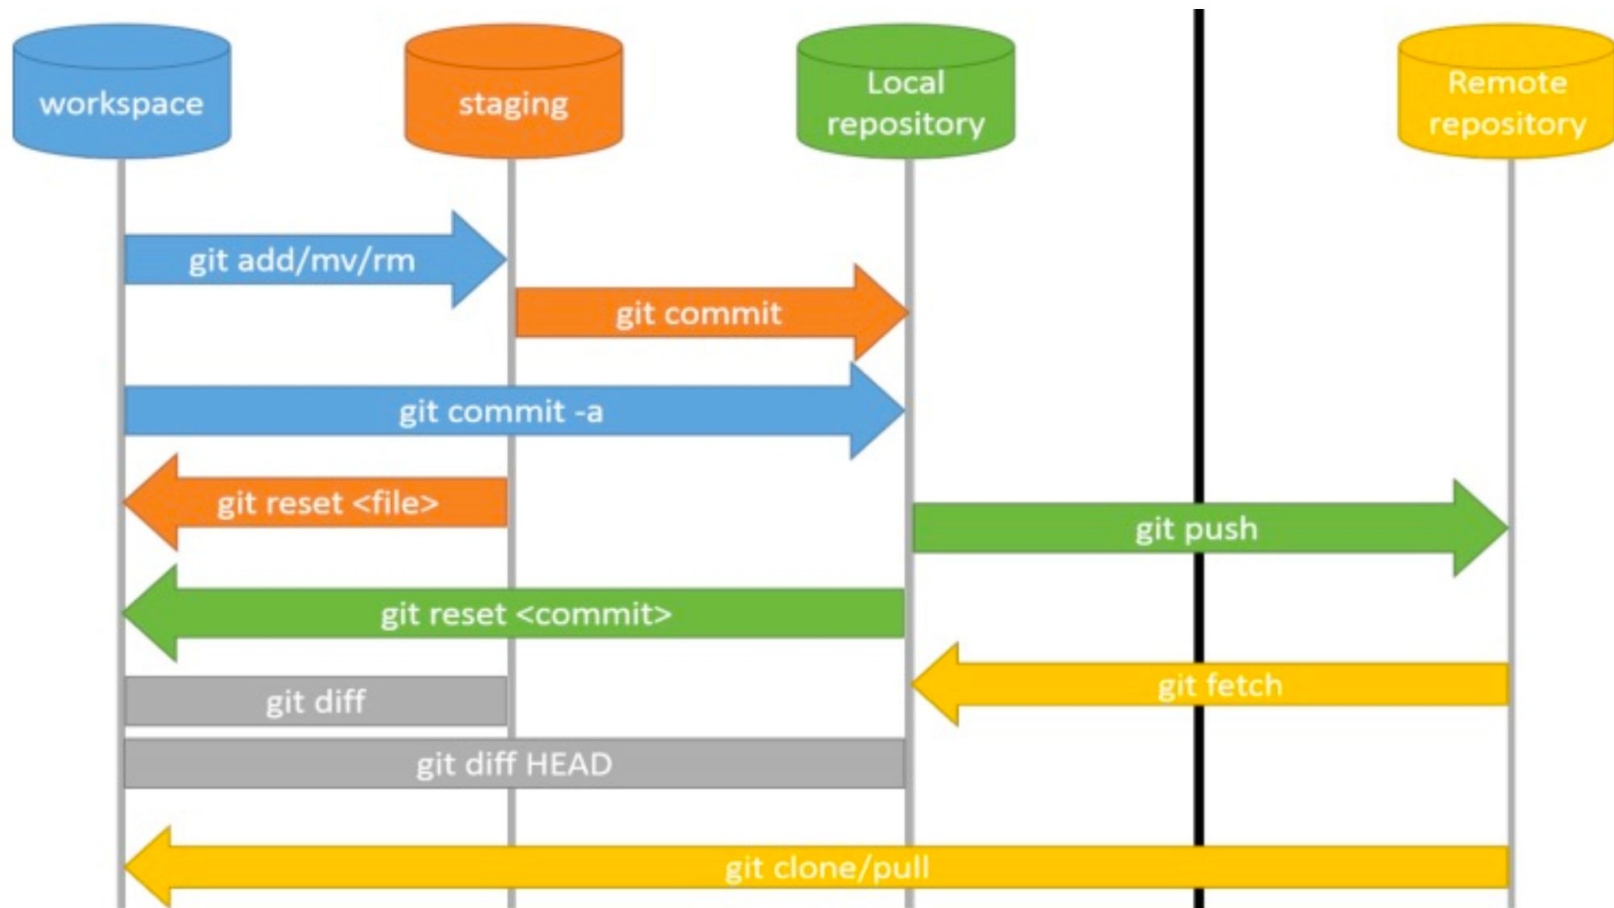 workspace
staging
Local
repository
Remote
repository
git add/mv/rm
git commit
git commit -a
git reset <file>
git push
git reset <commit>
git fetch
git diff
git diff HEAD
git clone/pull